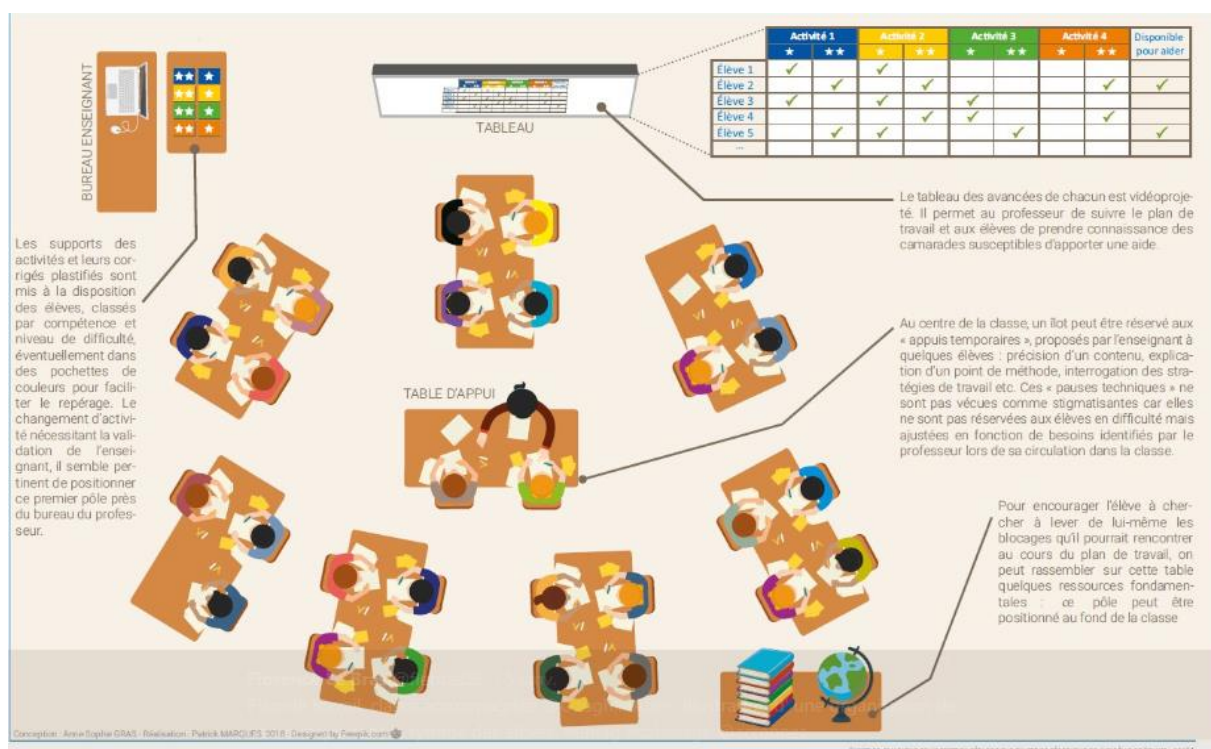 BUREAU ENSEIGNANT
TABLEAU
Activité 1 Activité 2 Activité 3 Activité 4 Disponible
pour aider
Élève 1
Élève 2
Élève 3
Élève 4
Élève 5
...
Le tableau des avancées de chacun est vidéoproje-
té. Il permet au professeur de suivre le plan de
travail et aux élèves de prendre connaissance des
camarades susceptibles d'apporter une aide.
Les supports des
activités et leurs cor-
rigés plastifiés sont
mis à la disposition
des élèves, classés
par compétence et
niveau de difficulté,
éventuellement dans
des pochettes de
couleurs pour facili-
ter le repérage. Le
changement d'activi-
té nécessitant la vali-
dation de l'ensei-
gnant, il semble per-
tinent de positionner
ce premier pôle près
du bureau du profes-
seur.
Au centre de la classe, un îlot peut être réservé aux
« appuis temporaires », proposés par l'enseignant à
quelques élèves : précision d'un contenu, explica-
tion d'un point de méthode, interrogation des stra-
tégies de travail etc. Ces « pauses techniques » ne
sont pas vécues comme stigmatisantes car elles
ne sont pas réservées aux élèves en difficulté mais
ajustées en fonction de besoins identifiés par le
professeur lors de sa circulation dans la classe.
TABLE D'APPUI
Pour encourager l'élève à cher-
cher à lever de lui-même les
blocages qu'il pourrait rencontrer
au cours du plan de travail, on
peut rassembler sur cette table
quelques ressources fondamen-
tales : ce pôle peut être
positionné au fond de la classe
Conception : Anne-Sophie GRAS - Réalisation : Patrick MARQUES 2018 - Designed by Freepik.com